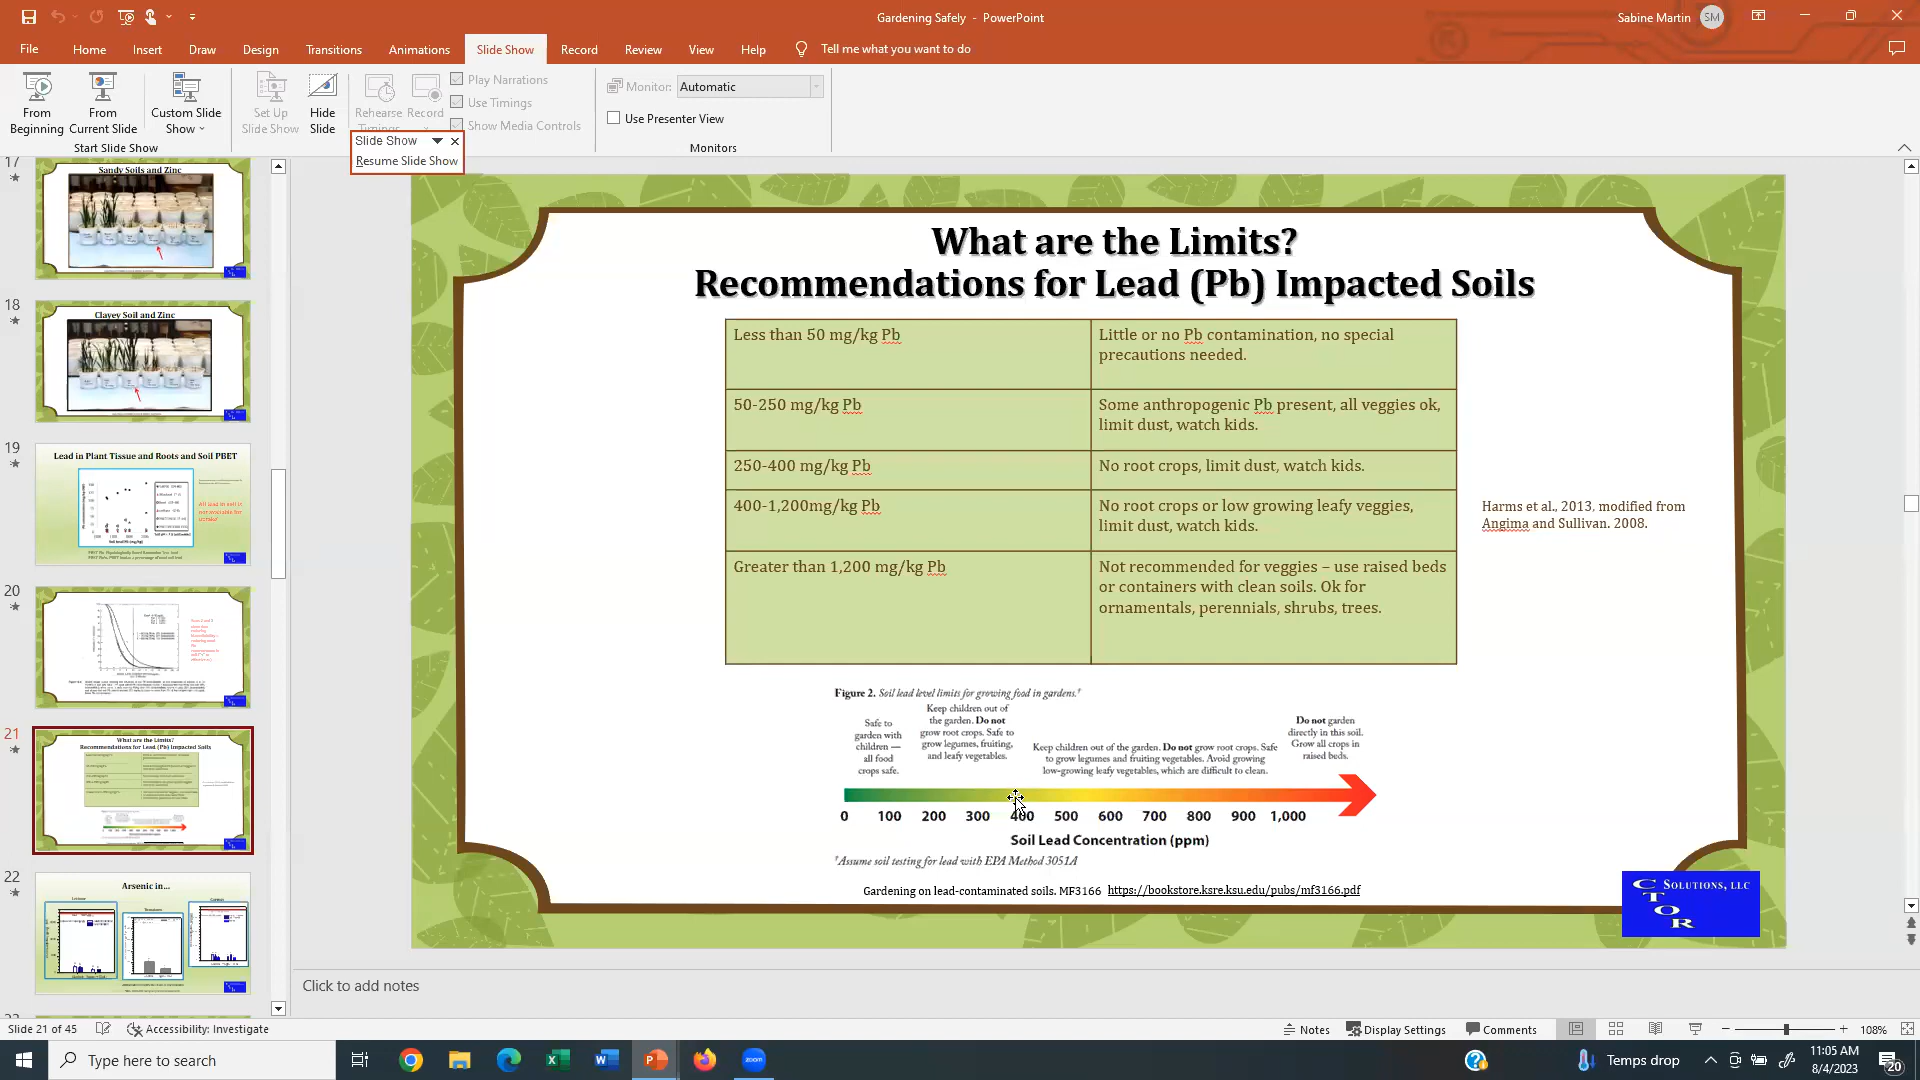 Gardening Safely - PowerPoint
Sabine Martin
SM
File
Home
Insert
Draw
Design
Transitions
Animations
Slide Show
Record
Review
View
Help
Tell me what you want to do
From Beginning
From Current Slide
Custom Slide Show
Set Up Slide Show
Hide Slide
Rehearse Timings
Record
Play Narrations
Use Timings
Show Media Controls
Monitor:
Automatic
Use Presenter View
Start Slide Show
Monitors
Slide Show
Resume Slide Show
17
Sandy Soils and Zinc
18
Clayey Soil and Zinc
19
Lead in Plant Tissue and Roots and Soil PBET
20
21
What are the Limits?
Recommendations for Lead (Pb) Impacted Soils
22
Arsenic in...
What are the Limits?
Recommendations for Lead (Pb) Impacted Soils
Less than 50 mg/kg Pb
Little or no Pb contamination, no special
precautions needed.
50-250 mg/kg Pb
Some anthropogenic Pb present, all veggies ok,
limit dust, watch kids.
250-400 mg/kg Pb
No root crops, limit dust, watch kids.
400-1,200mg/kg Pb
No root crops or low growing leafy veggies,
limit dust, watch kids.
Greater than 1,200 mg/kg Pb
Not recommended for veggies – use raised beds
or containers with clean soils. Ok for
ornamentals, perennials, shrubs, trees.
Harms et al., 2013, modified from
Angima and Sullivan. 2008.
Figure 2. Soil lead level limits for growing food in gardens.†
Safe to
garden with
children —
all food
crops safe.
Keep children out of
the garden. Do not
grow root crops. Safe to
grow legumes, fruiting,
and leafy vegetables.
Keep children out of the garden. Do not grow root crops. Safe
to grow legumes and fruiting vegetables. Avoid growing
low-growing leafy vegetables, which are difficult to clean.
Do not garden
directly in this soil.
Grow all crops in
raised beds.
0 100 200 300 400 500 600 700 800 900 1,000
Soil Lead Concentration (ppm)
†Assume soil testing for lead with EPA Method 3051A
Gardening on lead-contaminated soils. MF3166 https://bookstore.ksre.ksu.edu/pubs/mf3166.pdf
C SOLUTIONS, LLC
T
O
R
Click to add notes
Slide 21 of 45
Accessibility: Investigate
Notes
Display Settings
Comments
108%
Type here to search
Temps drop
11:05 AM
8/4/2023
20